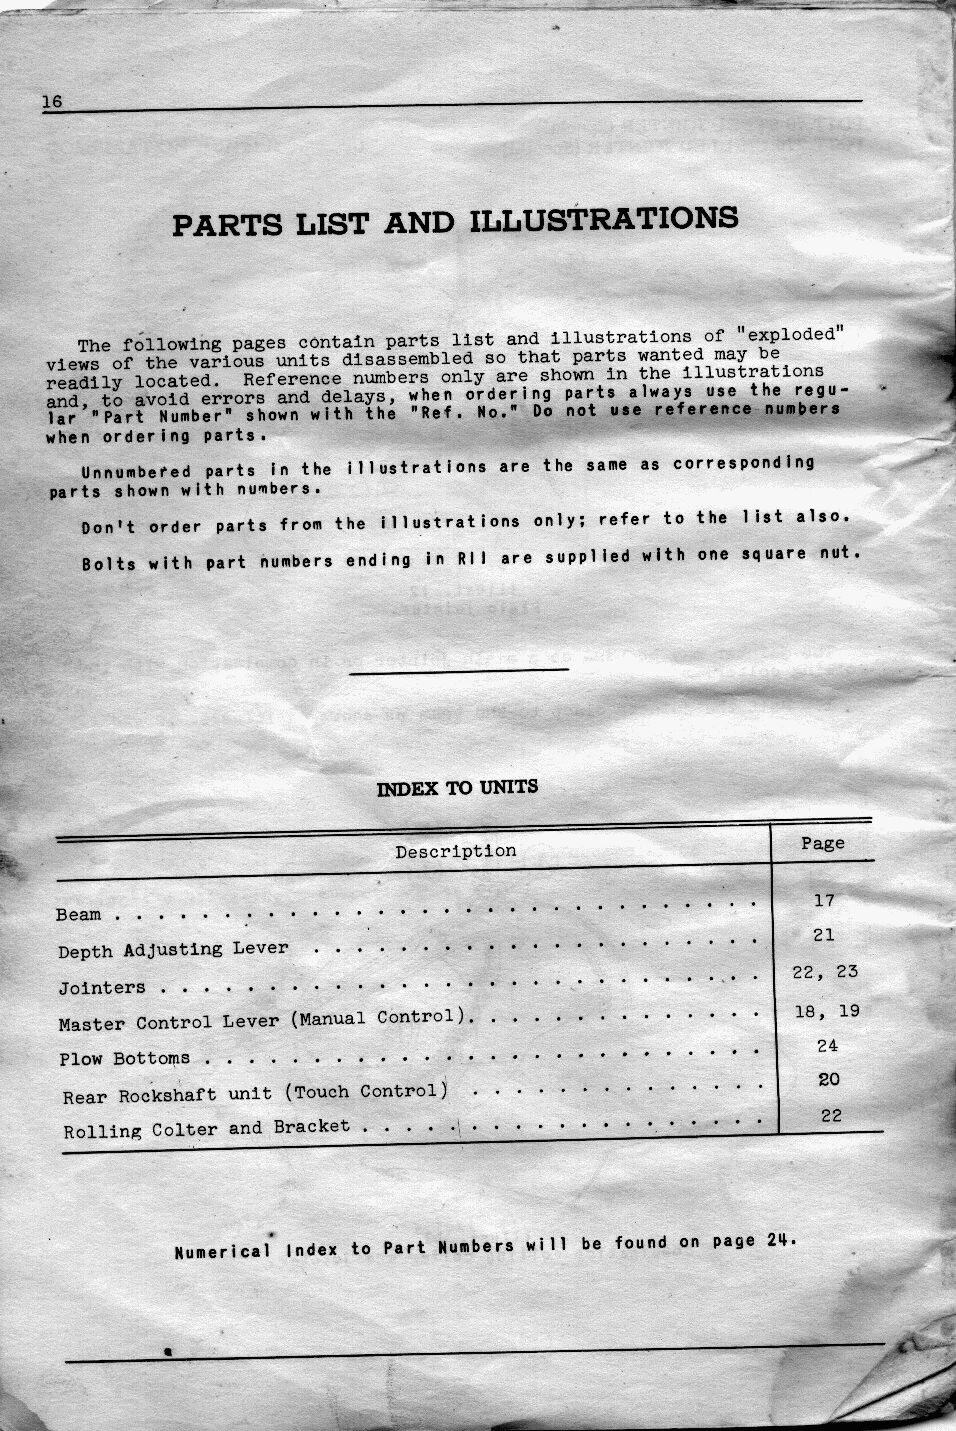 16
PARTS LIST AND ILLUSTRATIONS
The following pages contain parts list and illustrations of "exploded"
views of the various units disassembled so that parts wanted may be
readily located. Reference numbers only are shown in the illustrations
and, to avoid errors and delays, when ordering parts always use the regu-
lar "Part Number" shown with the "Ref. No." Do not use reference numbers
when ordering parts.
Unnumbered parts in the illustrations are the same as corresponding
parts shown with numbers.
Don't order parts from the illustrations only; refer to the list also.
Bolts with part numbers ending in R11 are supplied with one square nut.
INDEX TO UNITS
Description Page
Beam . . . . . . . . . . . . . . . . . . . . . . . . . . . . . . 17
Depth Adjusting Lever . . . . . . . . . . . . . . . . . . . . . 21
Jointers . . . . . . . . . . . . . . . . . . . . . . . . . . . . 22, 23
Master Control Lever (Manual Control). . . . . . . . . . . . . . 18, 19
Plow Bottoms . . . . . . . . . . . . . . . . . . . . . . . . . . 24
Rear Rockshaft unit (Touch Control) . . . . . . . . . . . . . . 20
Rolling Colter and Bracket . . . . . . . . . . . . . . . . . . . 22
Numerical Index to Part Numbers will be found on page 24.